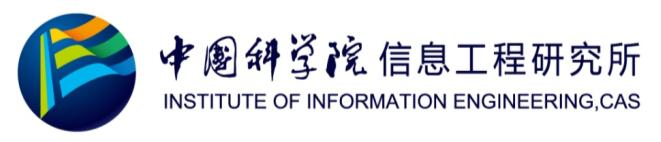 中国科学院 信息工程研究所
INSTITUTE OF INFORMATION ENGINEERING,CAS